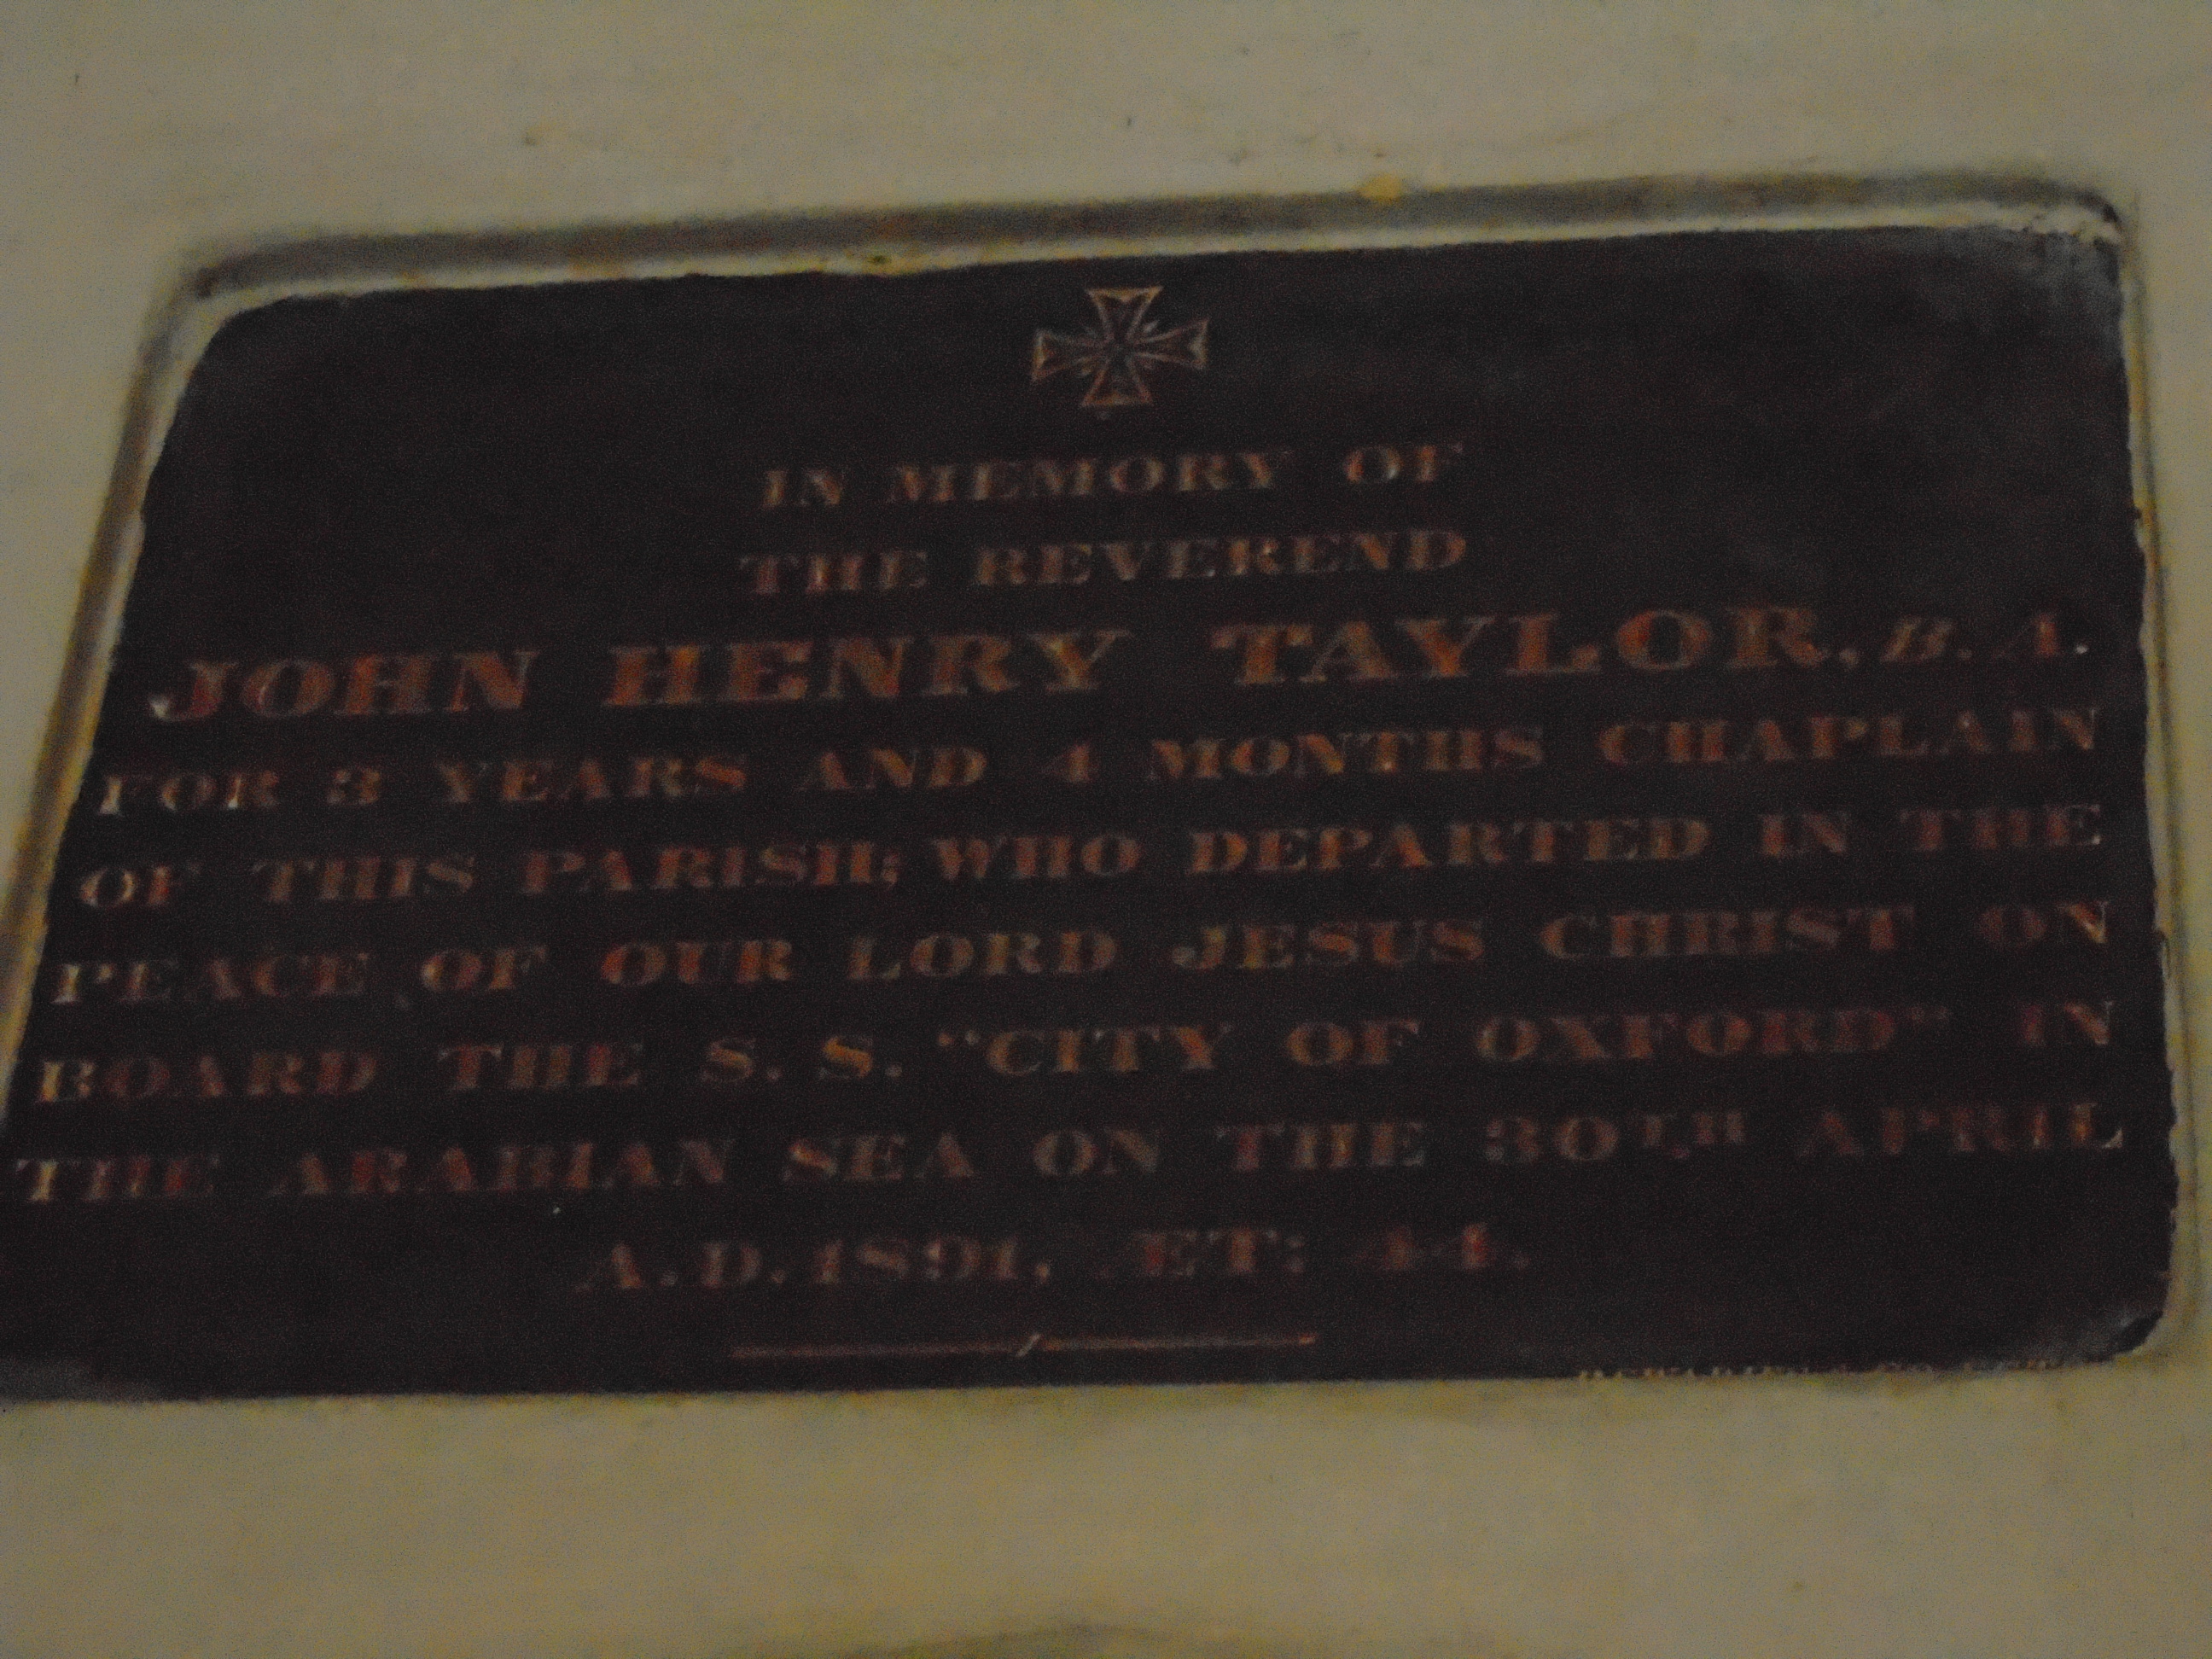 IN MEMORY OF
THE REVEREND
JOHN HENRY TAYLOR, B. A.
FOR 3 YEARS AND 4 MONTHS CHAPLAIN
OF THIS PARISH; WHO DEPARTED IN THE
PEACE OF OUR LORD JESUS CHRIST ON
BOARD THE S. S. "CITY OF OXFORD" IN
THE ARABIAN SEA ON THE 30TH APRIL
A.D. 1891, ÆT: 44.